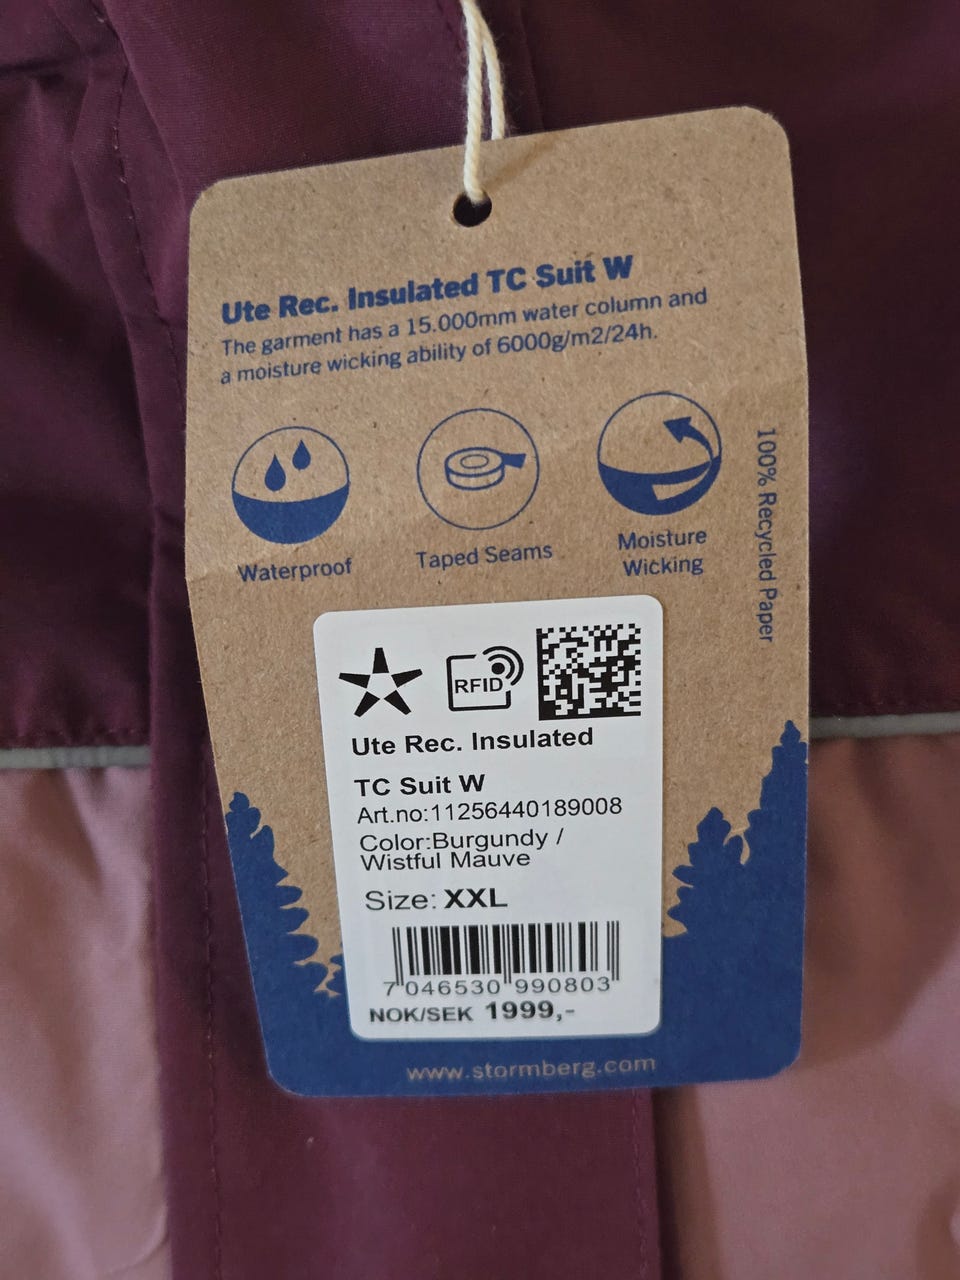 Ute Rec. Insulated TC Suit W
The garment has a 15.000mm water column and
a moisture wicking ability of 6000g/m2/24h.
Waterproof
Taped Seams
Moisture
Wicking
100% Recycled Paper
RFID
Ute Rec. Insulated
TC Suit W
Art.no:11256440189008
Color:Burgundy /
Wistful Mauve
Size: XXL
7 046530 990803
NOK/SEK 1999,-
www.stormberg.com